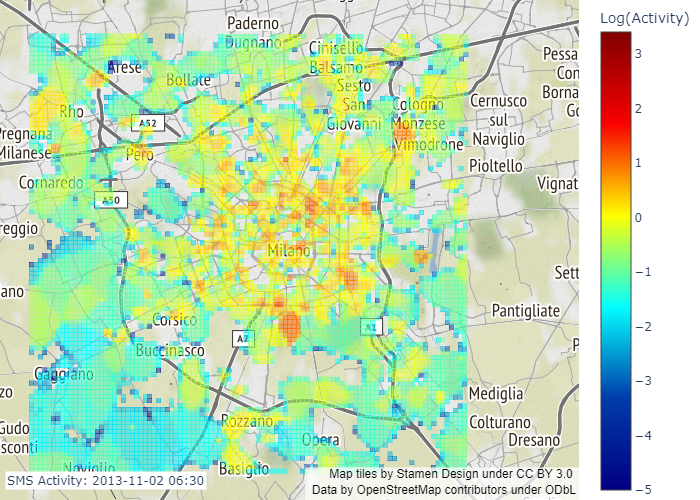 Log(Activity)
Paderno
Dugnano
Cinisello
Balsamo
Pessa
Arese
Bollate
Sesto
Con
San
Borna
Go
Rho
Cologno
Cernusco
A52
Giovanni
Monzese
sul
Pregnana
Naviglio
Milanese
Pero
Vimodrone
Pioltello
Cornaredo
Vignat
A50
reggio
Milano
Sett
ano
Corsico
A1
Pantigliate
A7
Buccinasco
P
Gaggiano
zo
Mediglia
Gudo
Rozzano
Colturano
sconti
Opera
Dresano
Noviglio
Basiglio
SMS Activity: 2013-11-02 06:30
Map tiles by Stamen Design under CC BY 3.0
Data by OpenStreetMap contributors under ODbL
3
2
1
0
−1
−2
−3
−4
−5